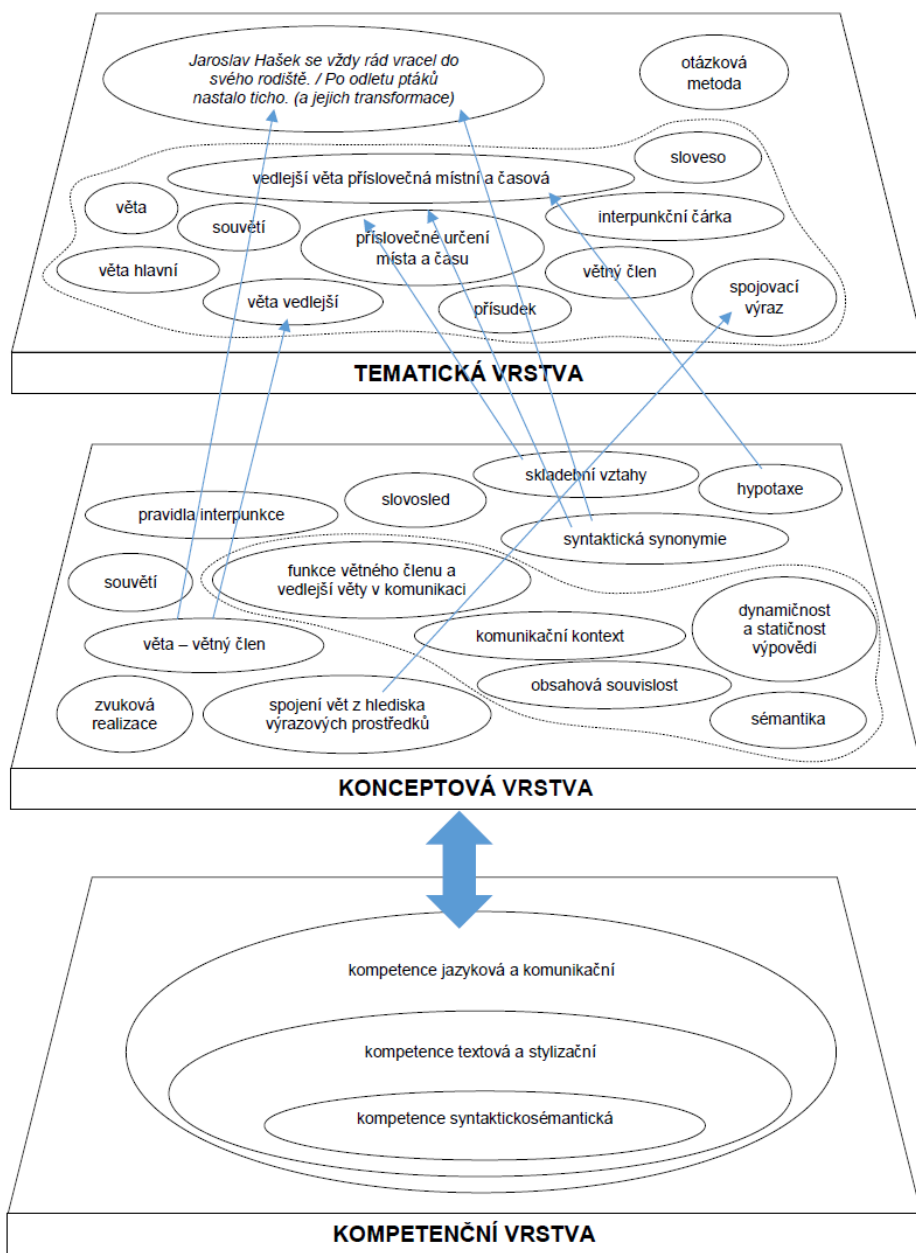 Jaroslav Hašek se vždy rád vracel do
svého rodiště. / Po odletu ptáků
nastalo ticho. (a jejich transformace)
otázková
metoda
sloveso
vedlejší věta příslovečná místní a časová
věta
souvětí
příslovečné určení
místa a času
interpunkční čárka
věta hlavní
větný člen
věta vedlejší
přísudek
spojovací
výraz
TEMATICKÁ VRSTVA
skladební vztahy
hypotaxe
slovosled
pravidla interpunkce
syntaktická synonymie
souvětí
funkce větného členu a
vedlejší věty v komunikaci
dynamičnost
a statičnost
výpovědi
komunikační kontext
věta – větný člen
obsahová souvislost
zvuková
realizace
spojení vět z hlediska
výrazových prostředků
sémantika
KONCEPTOVÁ VRSTVA
kompetence jazyková a komunikační
kompetence textová a stylizační
kompetence syntaktickosémantická
KOMPETENČNÍ VRSTVA